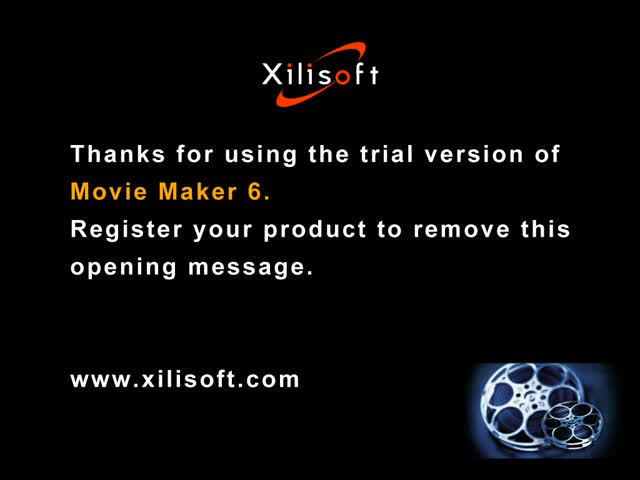 Xilisoft
Thanks for using the trial version of
Movie Maker 6.
Register your product to remove this
opening message.
www.xilisoft.com